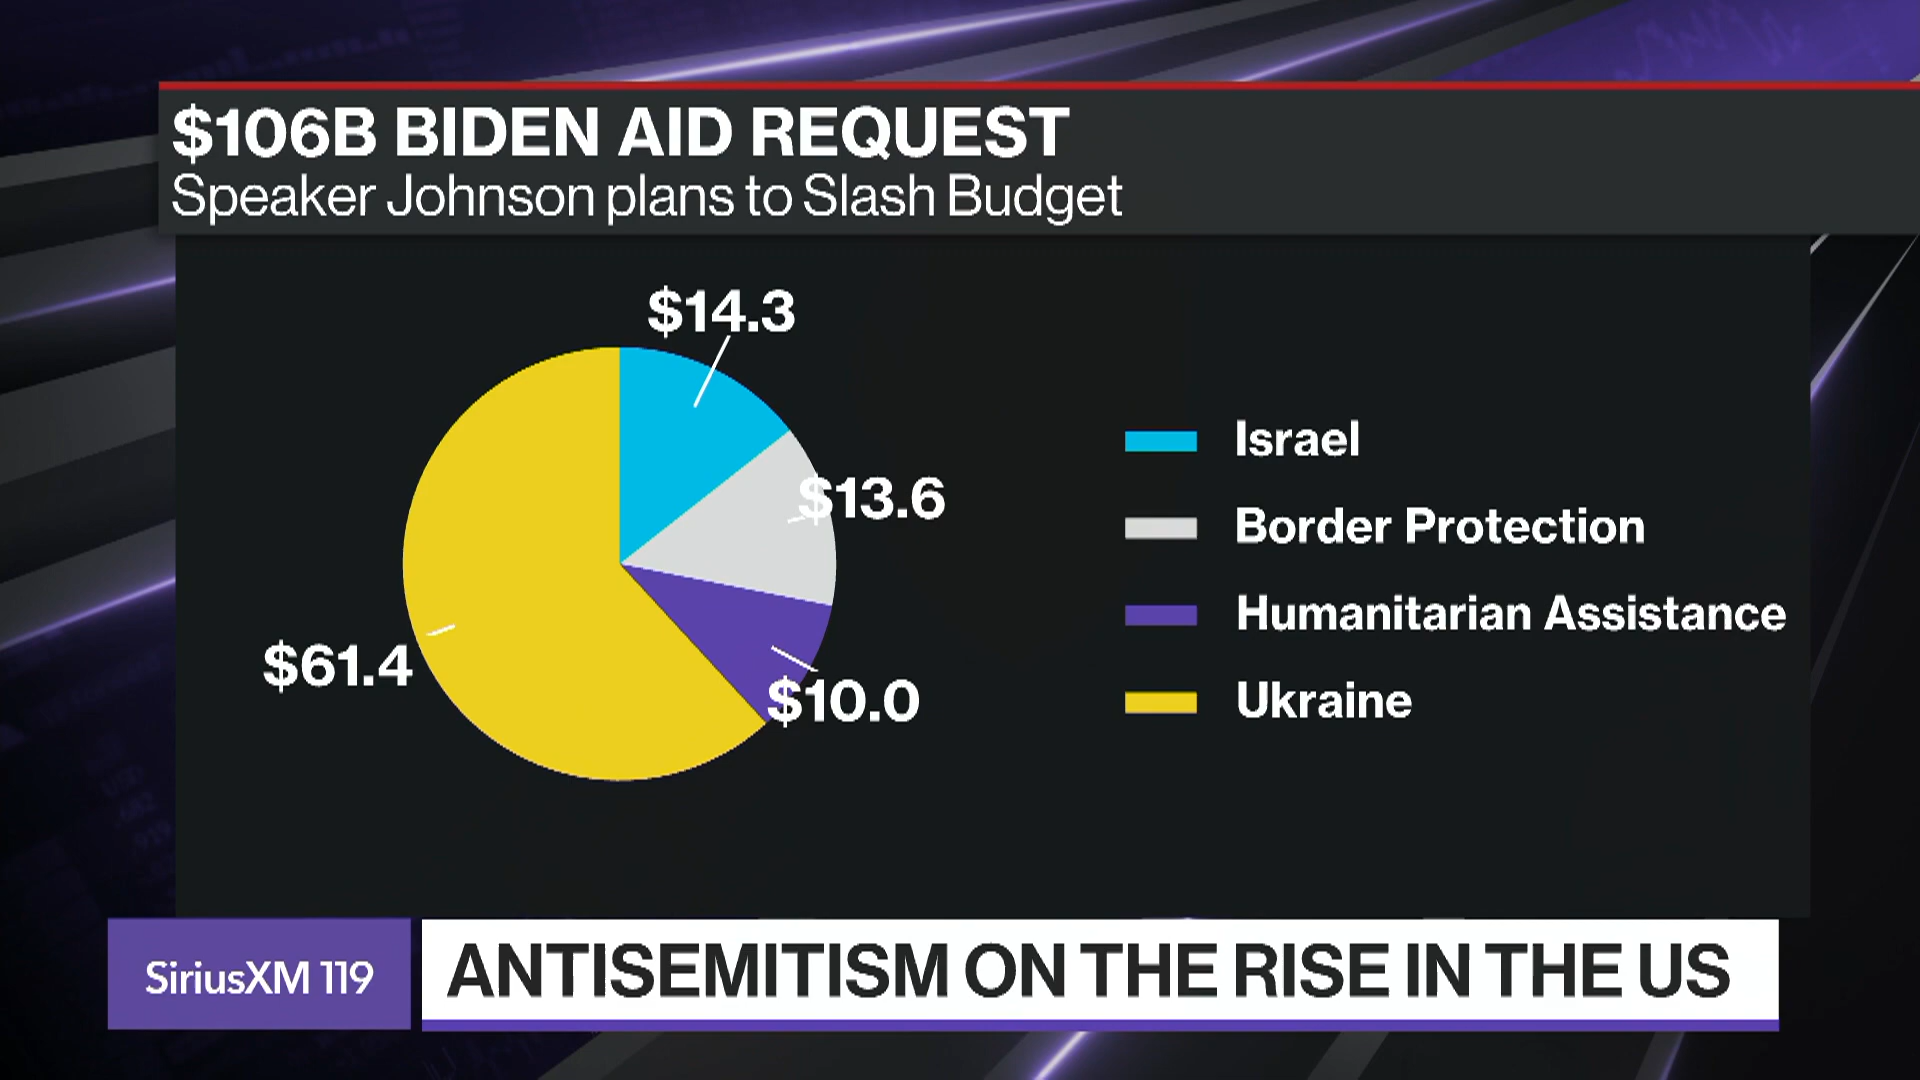 $106B BIDEN AID REQUEST
Speaker Johnson plans to Slash Budget
$14.3
$13.6
$61.4
$10.0
Israel
Border Protection
Humanitarian Assistance
Ukraine
SiriusXM 119
ANTISEMITISM ON THE RISE IN THE US